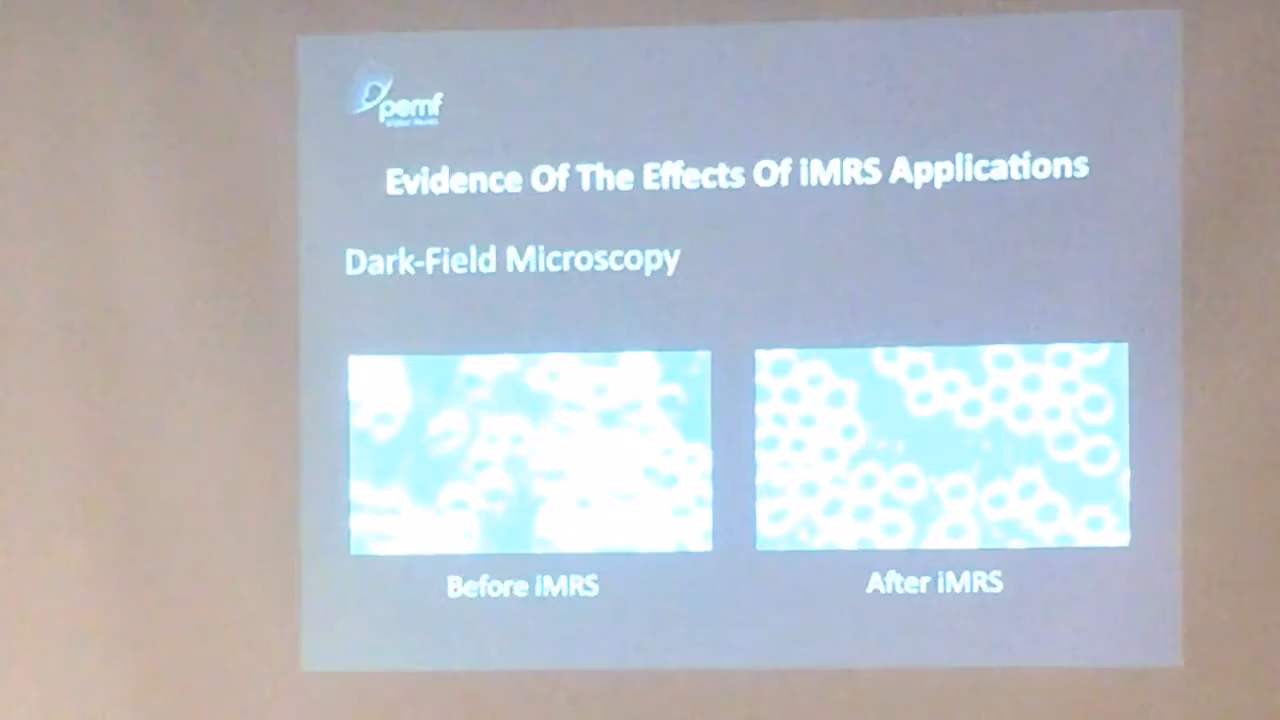 pemf
Evidence Of The Effects Of iMRS Applications
Dark-Field Microscopy
Before iMRS
After iMRS